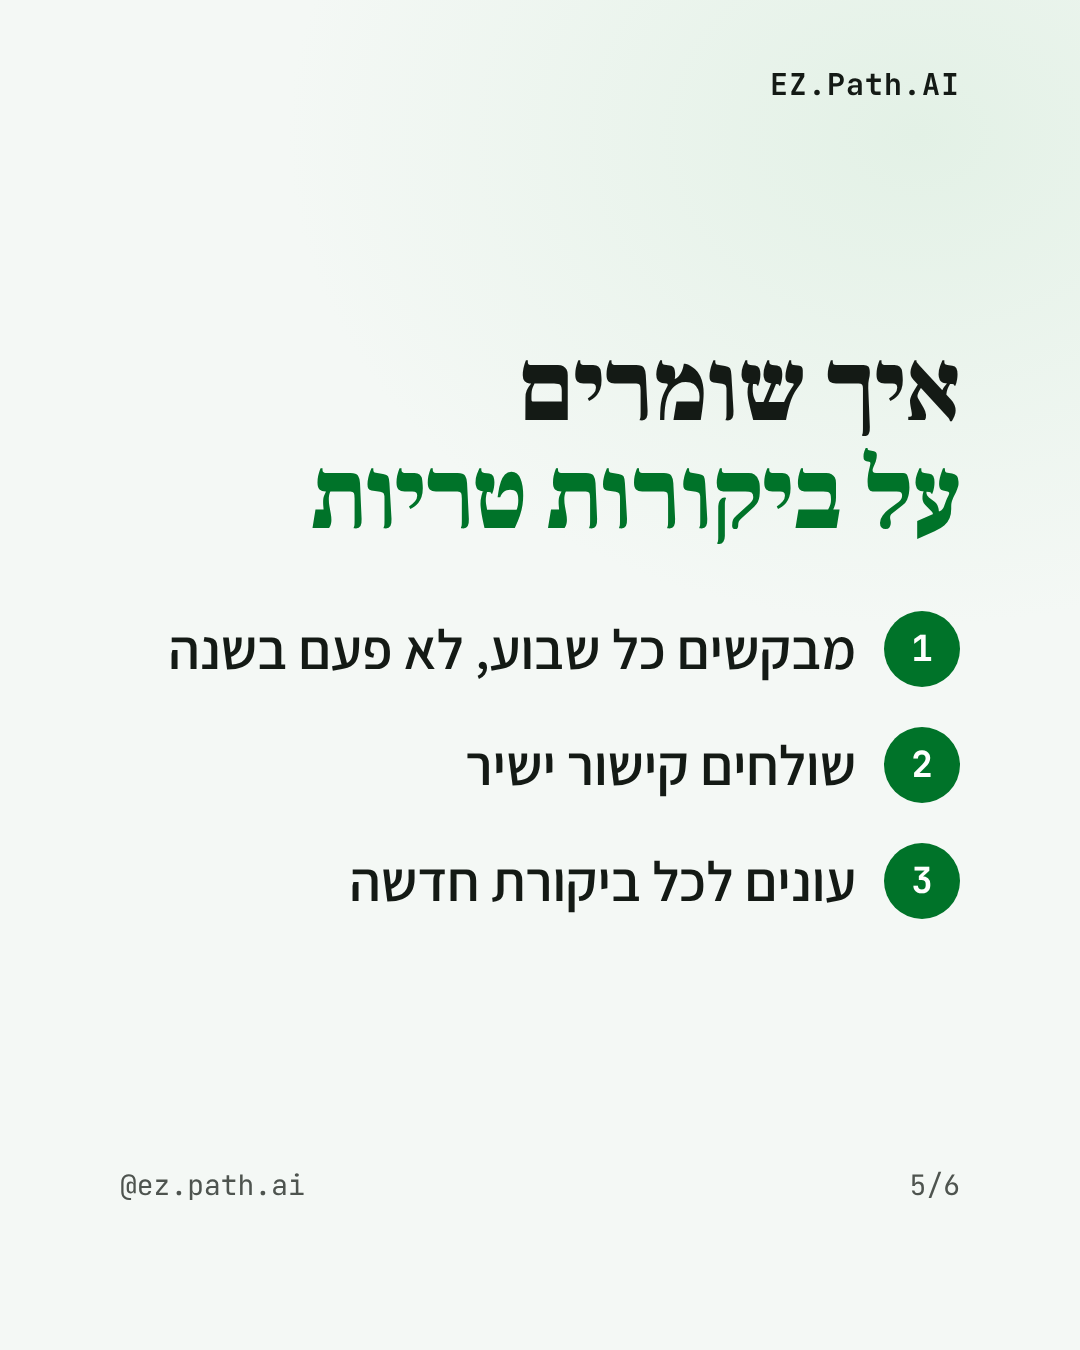 EZ.Path.AI
איך שומרים
על ביקורות טריות
1 מבקשים כל שבוע, לא פעם בשנה
2 שולחים קישור ישיר
3 עונים לכל ביקורת חדשה
@ez.path.ai 5/6